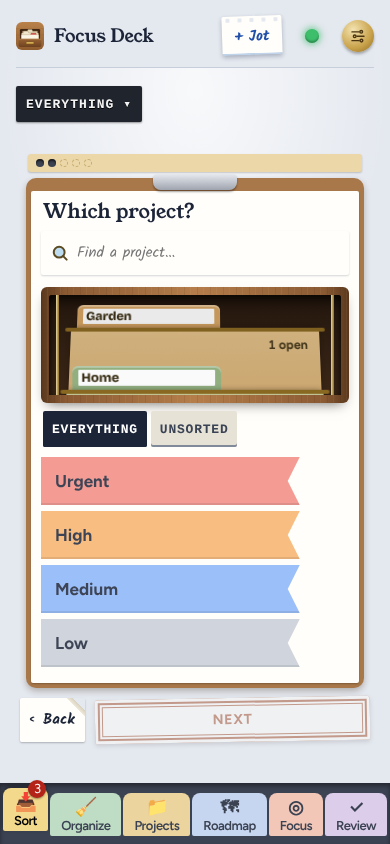 Focus Deck
+ Jot
EVERYTHING ▾
Which project?
Find a project...
Garden
1 open
Home
EVERYTHING
UNSORTED
Urgent
High
Medium
Low
‹ Back
NEXT
3
Sort
Organize
Projects
Roadmap
Focus
Review